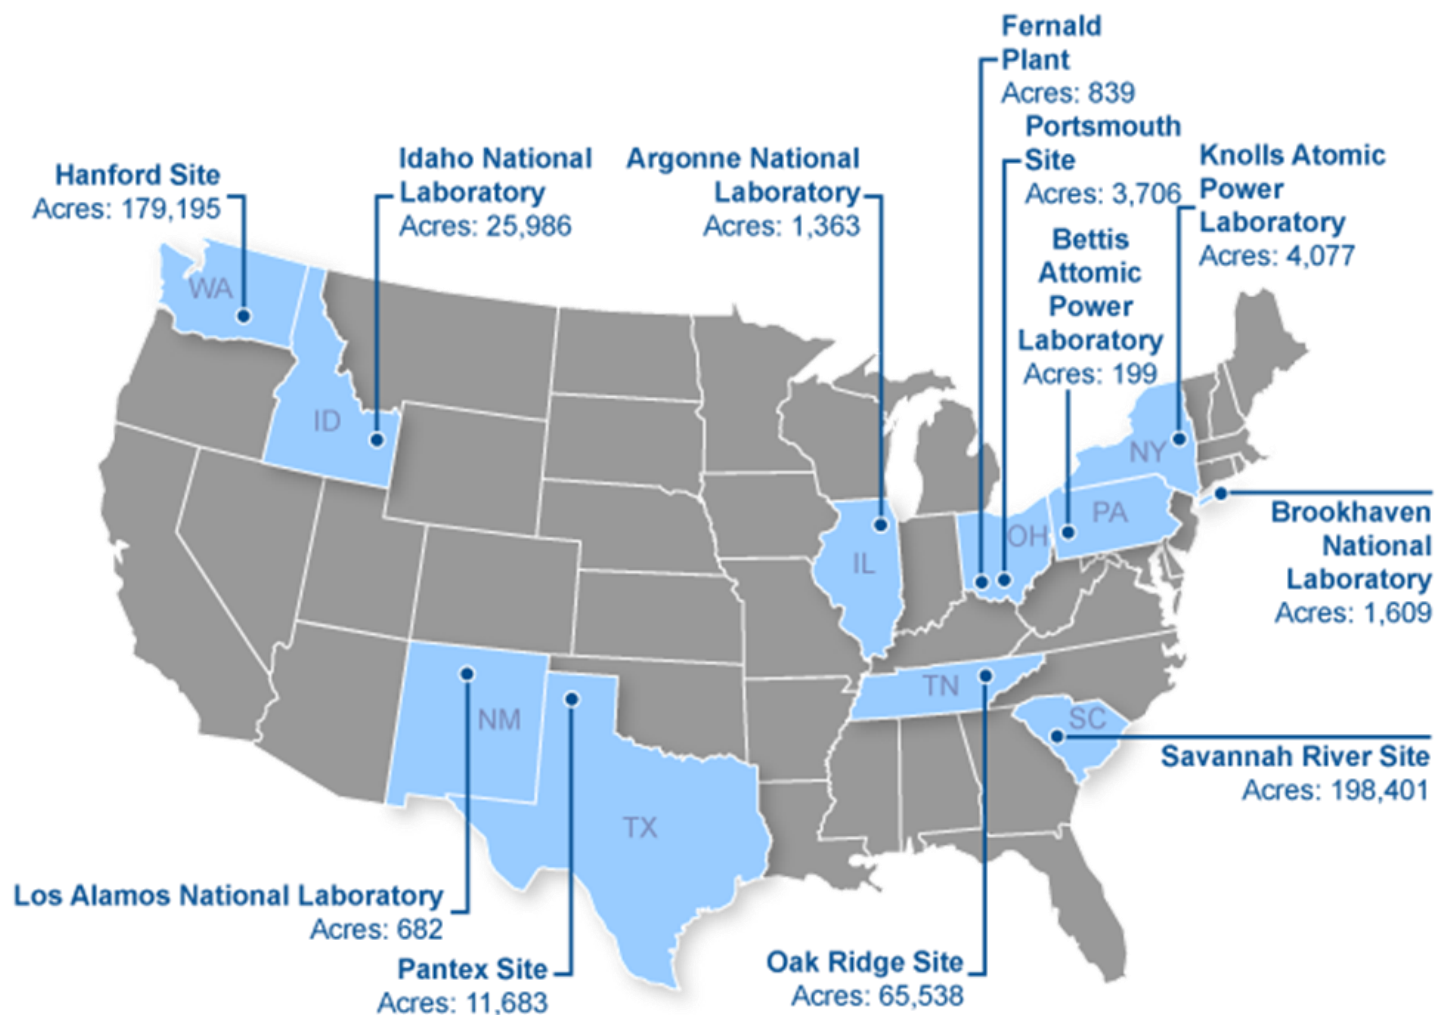 Fernald
Plant
Acres: 839
Portsmouth
Site
Acres: 3,706
Knolls Atomic
Power
Laboratory
Acres: 4,077
Idaho National
Laboratory
Acres: 25,986
Argonne National
Laboratory
Acres: 1,363
Hanford Site
Acres: 179,195
Bettis
Attomic
Power
Laboratory
Acres: 199
WA
ID
NY
PA
OH
IL
Brookhaven
National
Laboratory
Acres: 1,609
TN
NM
SC
TX
Savannah River Site
Acres: 198,401
Los Alamos National Laboratory
Acres: 682
Pantex Site
Acres: 11,683
Oak Ridge Site
Acres: 65,538